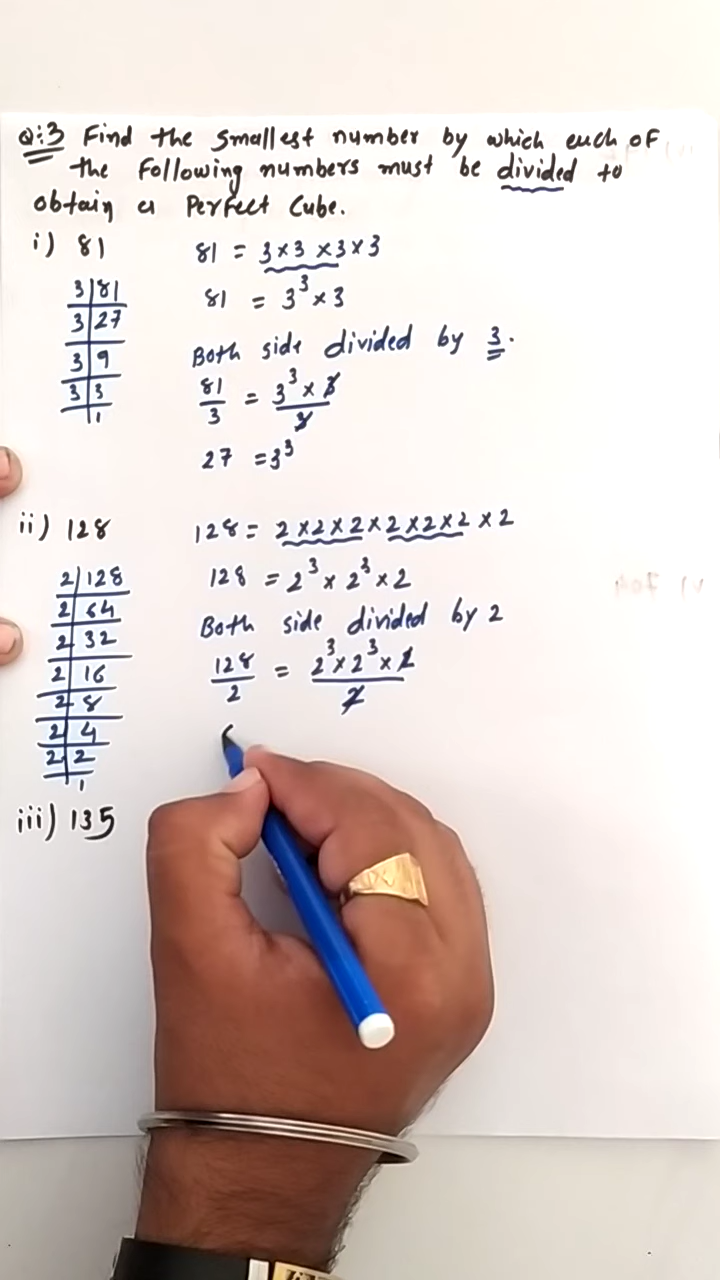 Q:3 Find the Smallest number by which each of
the Following numbers must be divided to
obtain a Perfect Cube.
i) 81
81 = 3×3×3×3
3|81
3|27
3|9
3|3
1
81 = 3³×3
Both side divided by 3.
81/3 = 3³×3/3
27 = 3³
ii) 128
128 = 2×2×2×2×2×2×2
2|128
2|64
2|32
2|16
2|8
2|4
2|2
1
128 = 2³×2³×2
Both side divided by 2
128/2 = 2³×2³×2/2
iii) 135